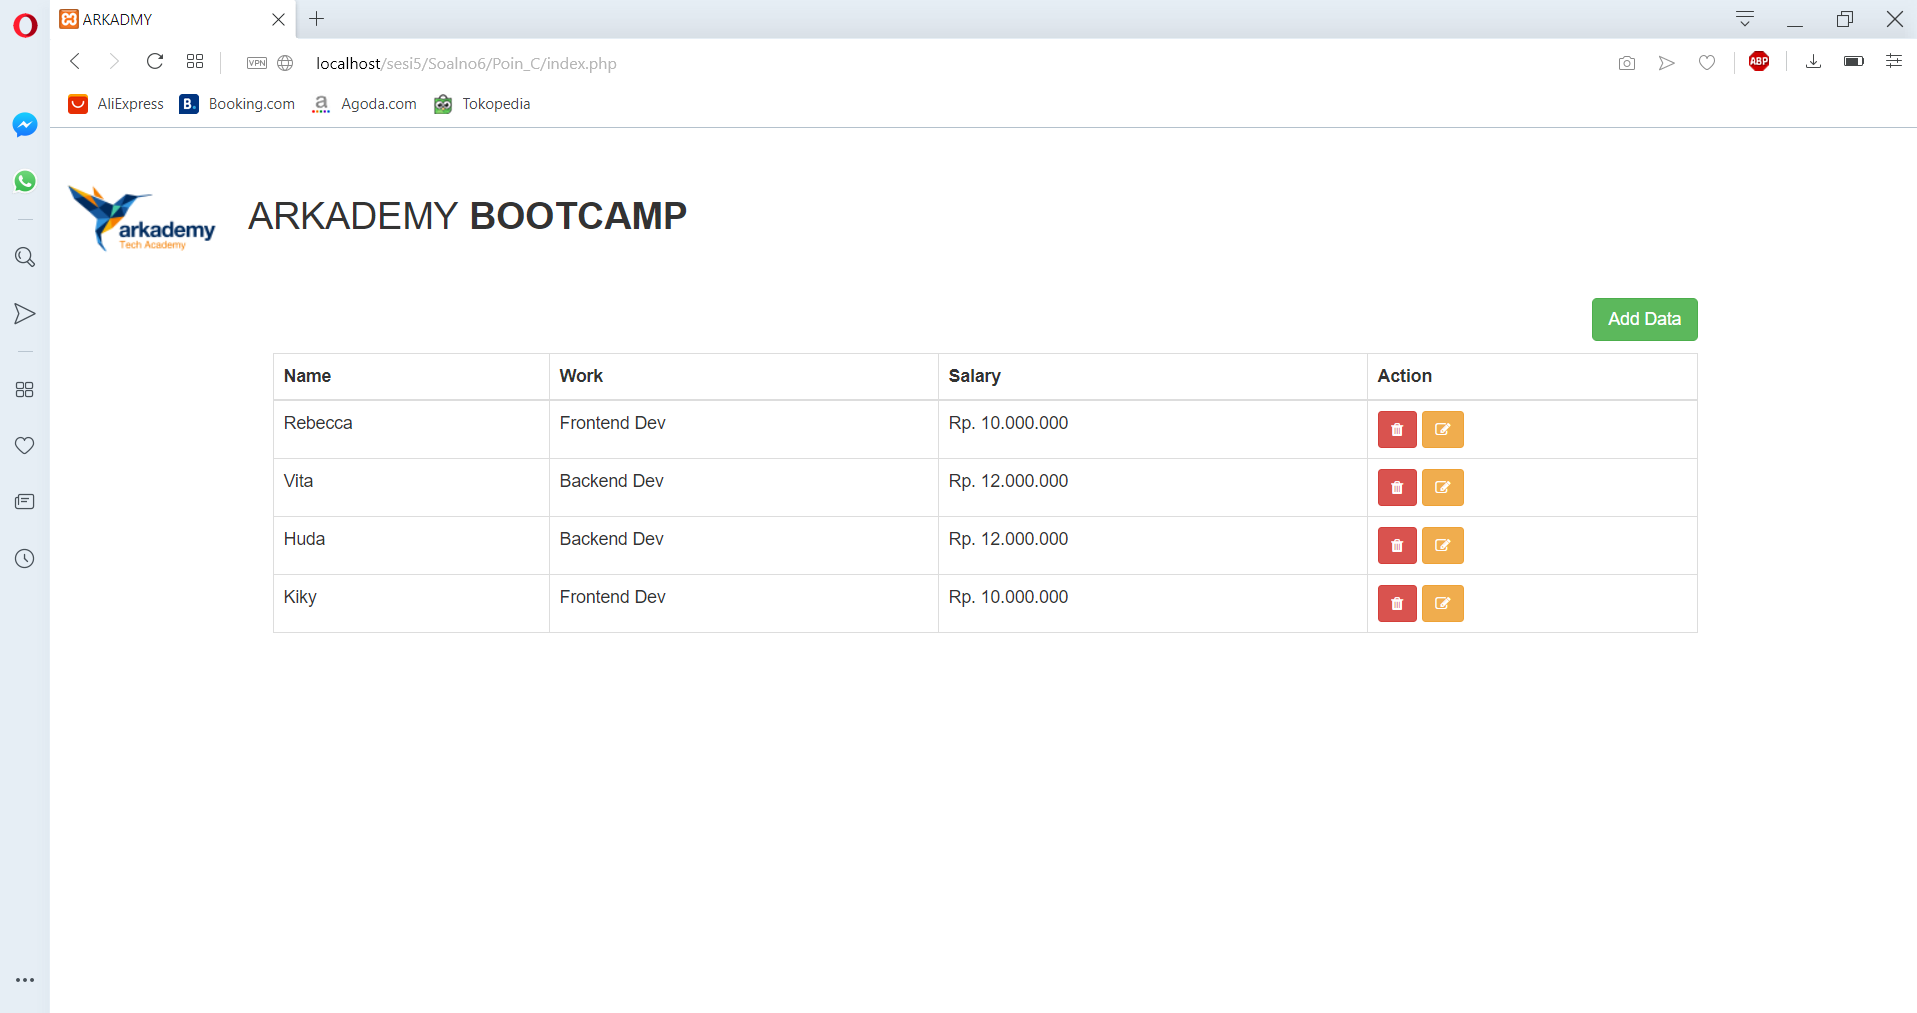 ARKADMY
VPN localhost/sesi5/Soalno6/Poin_C/index.php ABP
AliExpress B. Booking.com a Agoda.com Tokopedia
arkademy
Tech Academy
ARKADEMY BOOTCAMP
Add Data
Name Work Salary Action
Rebecca Frontend Dev Rp. 10.000.000
Vita Backend Dev Rp. 12.000.000
Huda Backend Dev Rp. 12.000.000
Kiky Frontend Dev Rp. 10.000.000